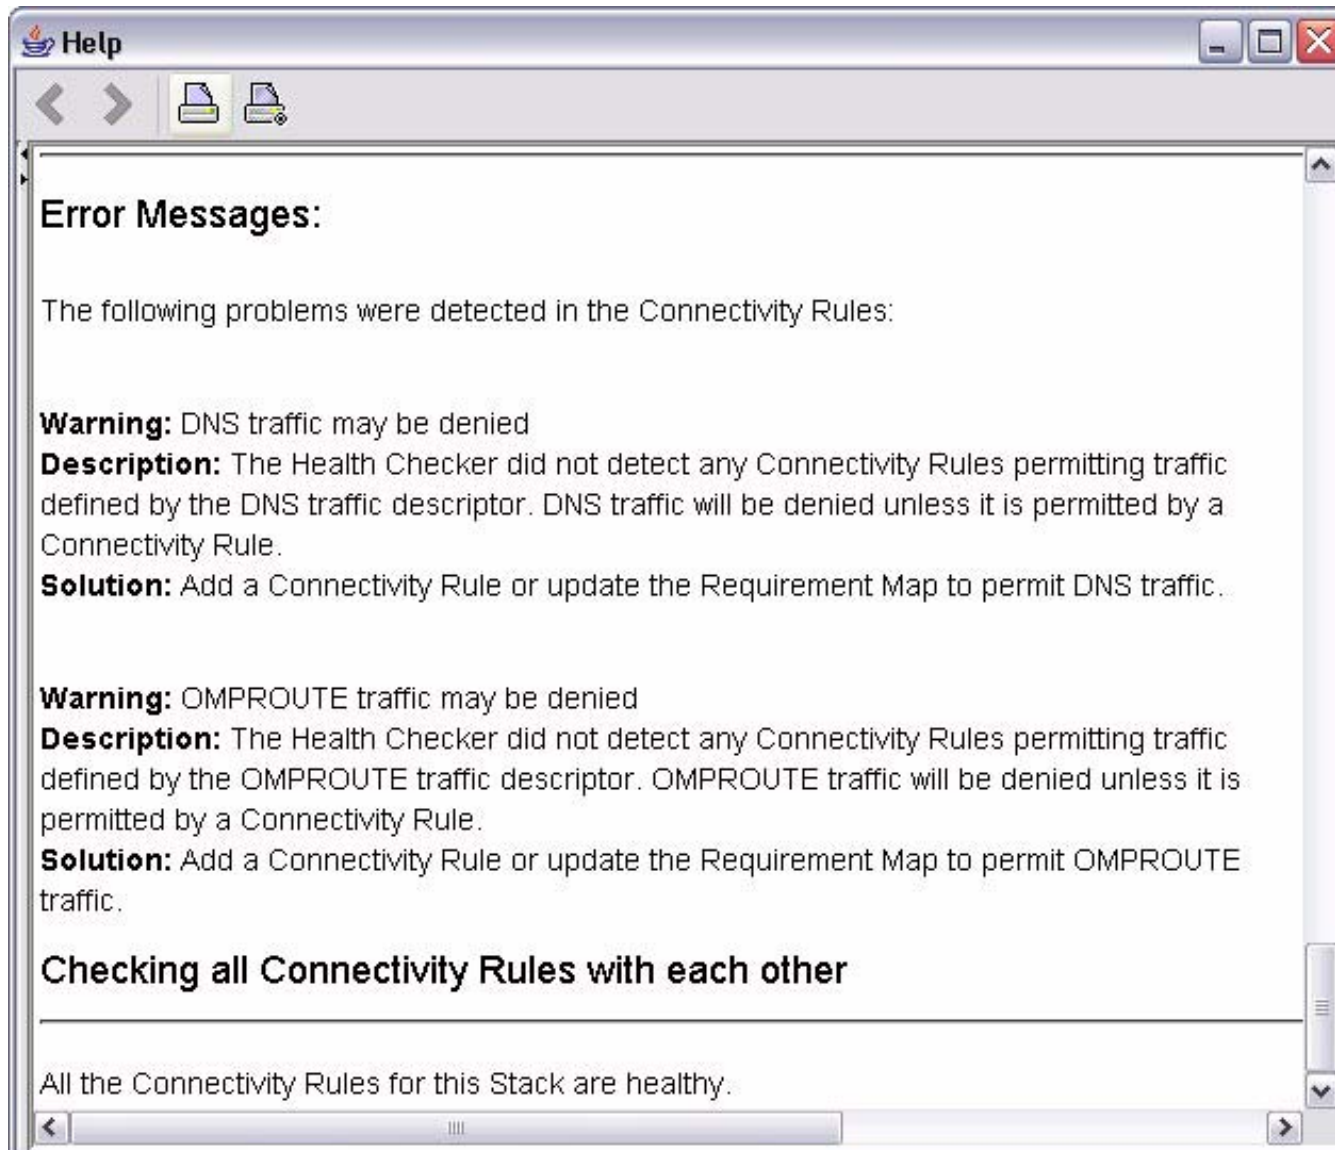 Help
Error Messages:
The following problems were detected in the Connectivity Rules:
Warning: DNS traffic may be denied
Description: The Health Checker did not detect any Connectivity Rules permitting traffic
defined by the DNS traffic descriptor. DNS traffic will be denied unless it is permitted by a
Connectivity Rule.
Solution: Add a Connectivity Rule or update the Requirement Map to permit DNS traffic.
Warning: OMPROUTE traffic may be denied
Description: The Health Checker did not detect any Connectivity Rules permitting traffic
defined by the OMPROUTE traffic descriptor. OMPROUTE traffic will be denied unless it is
permitted by a Connectivity Rule.
Solution: Add a Connectivity Rule or update the Requirement Map to permit OMPROUTE
traffic.
Checking all Connectivity Rules with each other
All the Connectivity Rules for this Stack are healthy.